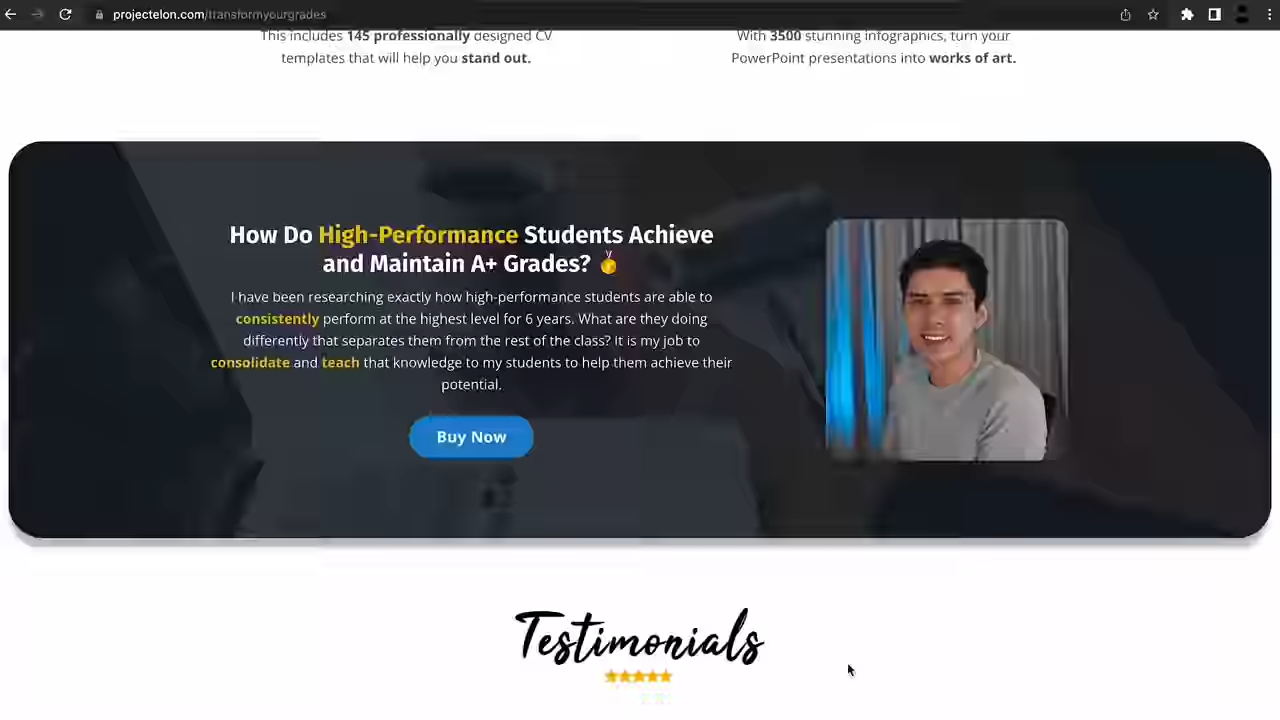 projectelon.com/transformyourgrades
This includes 145 professionally designed CV
templates that will help you stand out.
With 3500 stunning infographics, turn your
PowerPoint presentations into works of art.
How Do High-Performance Students Achieve
and Maintain A+ Grades?
I have been researching exactly how high-performance students are able to
consistently perform at the highest level for 6 years. What are they doing
differently that separates them from the rest of the class? It is my job to
consolidate and teach that knowledge to my students to help them achieve their
potential.
Buy Now
Testimonials